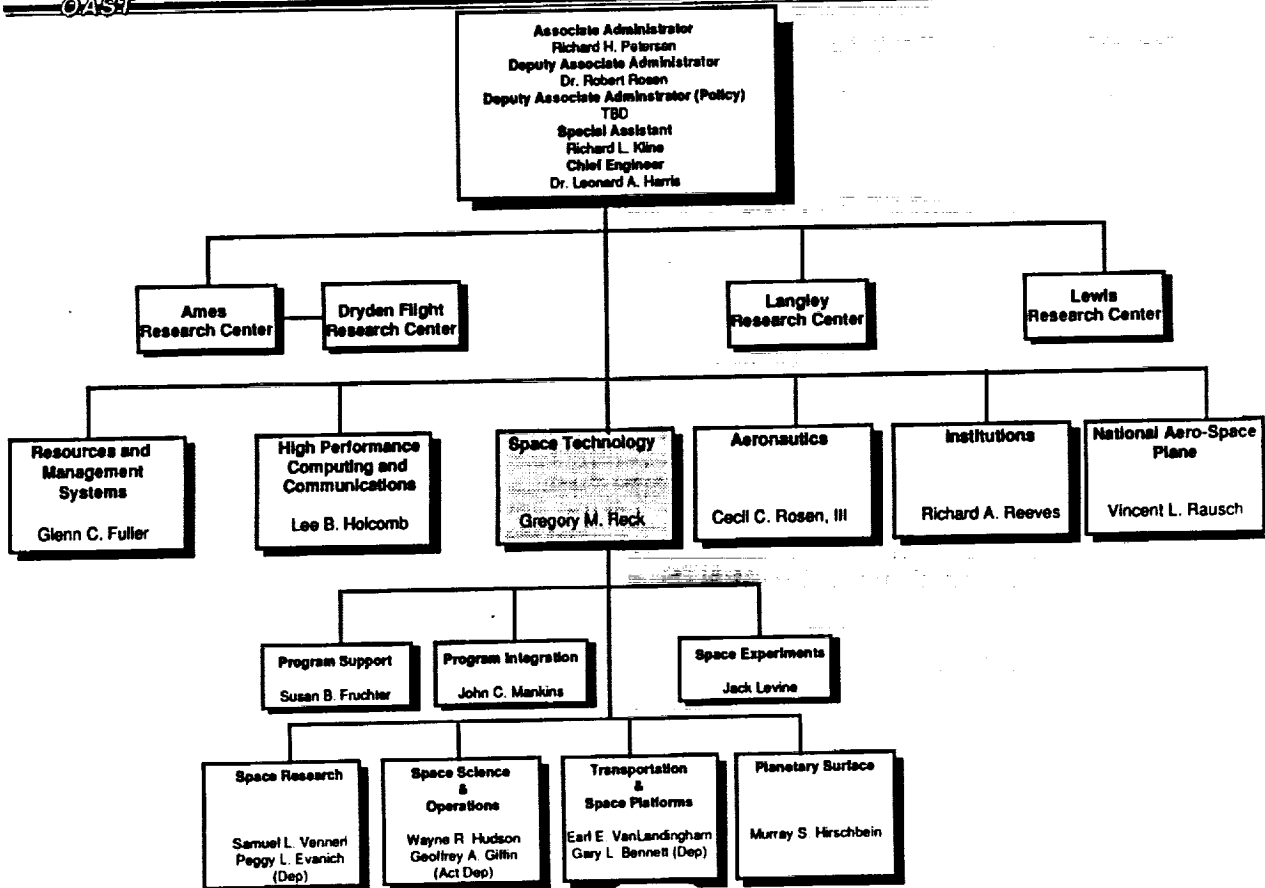 OAST
Associate Administrator
Richard H. Petersen
Deputy Associate Administrator
Dr. Robert Rosen
Deputy Associate Adminstrator (Policy)
TBD
Special Assistant
Richard L. Kline
Chief Engineer
Dr. Leonard A. Harris
Ames
Research Center
Dryden Flight
Research Center
Langley
Research Center
Lewis
Research Center
Resources and
Management
Systems
Glenn C. Fuller
High Performance
Computing and
Communications
Lee B. Holcomb
Space Technology
Gregory M. Reck
Aeronautics
Cecil C. Rosen, III
Institutions
Richard A. Reeves
National Aero-Space
Plane
Vincent L. Rausch
Program Support
Susan B. Fruchter
Program Integration
John C. Mankins
Space Experiments
Jack Levine
Space Research
Samuel L. Venneri
Peggy L. Evanich
(Dep)
Space Science
&
Operations
Wayne R. Hudson
Geoffrey A. Giffin
(Act Dep)
Transportation
&
Space Platforms
Earl E. VanLandingham
Gary L. Bennett (Dep)
Planetary Surface
Murray S. Hirschbein